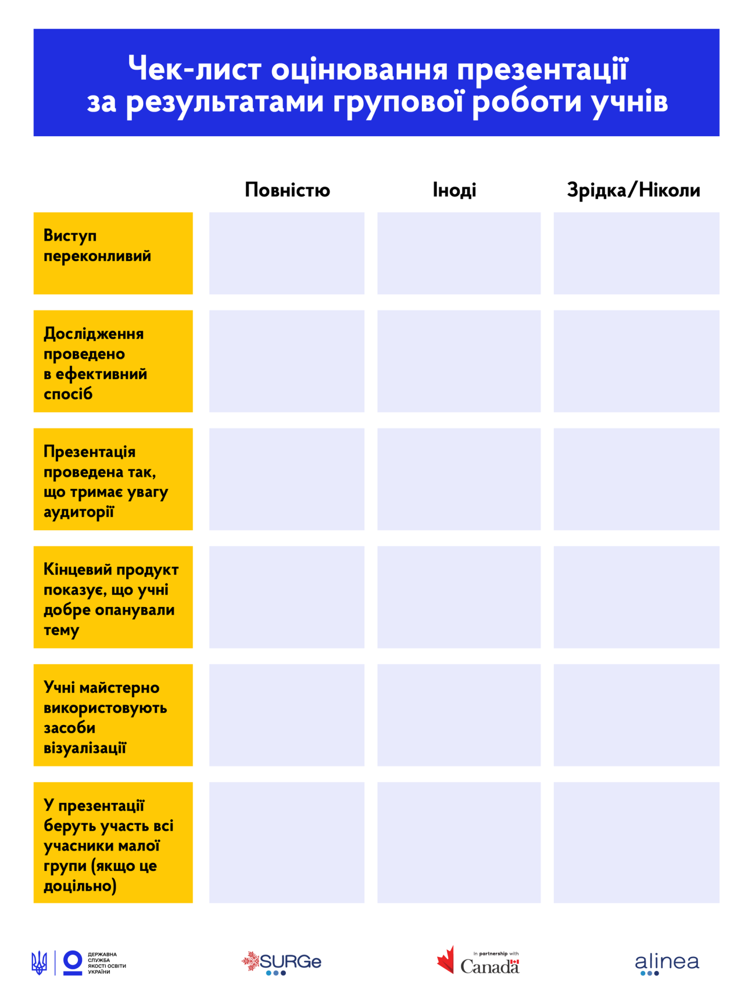 Чек-лист оцінювання презентації
за результатами групової роботи учнів
Повністю
Іноді
Зрідка/Ніколи
Виступ
переконливий
Дослідження
проведено
в ефективний
спосіб
Презентація
проведена так,
що тримає увагу
аудиторії
Кінцевий продукт
показує, що учні
добре опанували
тему
Учні майстерно
використовують
засоби
візуалізації
У презентації
беруть участь всі
учасники малої
групи (якщо це
доцільно)
ДЕРЖАВНА
СЛУЖБА
ЯКОСТІ ОСВІТИ
УКРАЇНИ
SURGe
In partnership with
Canada
alinea